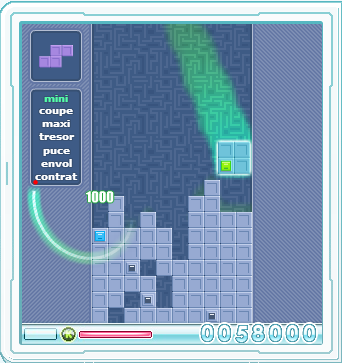 mini
coupe
maxi
tresor
puce
envol
contrat
1000
0058000